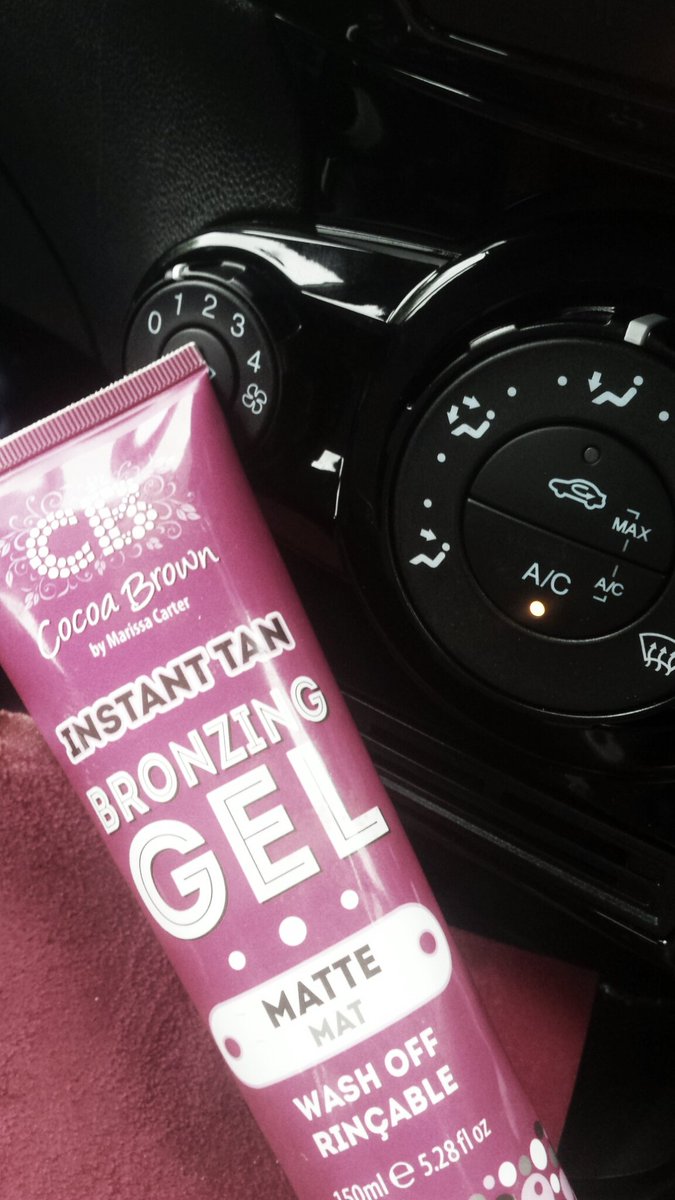 0 1 2 3 4
MAX
A/C A/C
CB
Cocoa Brown
by Marissa Carter
INSTANT TAN
BRONZING
GEL
MATTE
MAT
WASH OFF
RINÇABLE
150ml e 5.28 fl oz